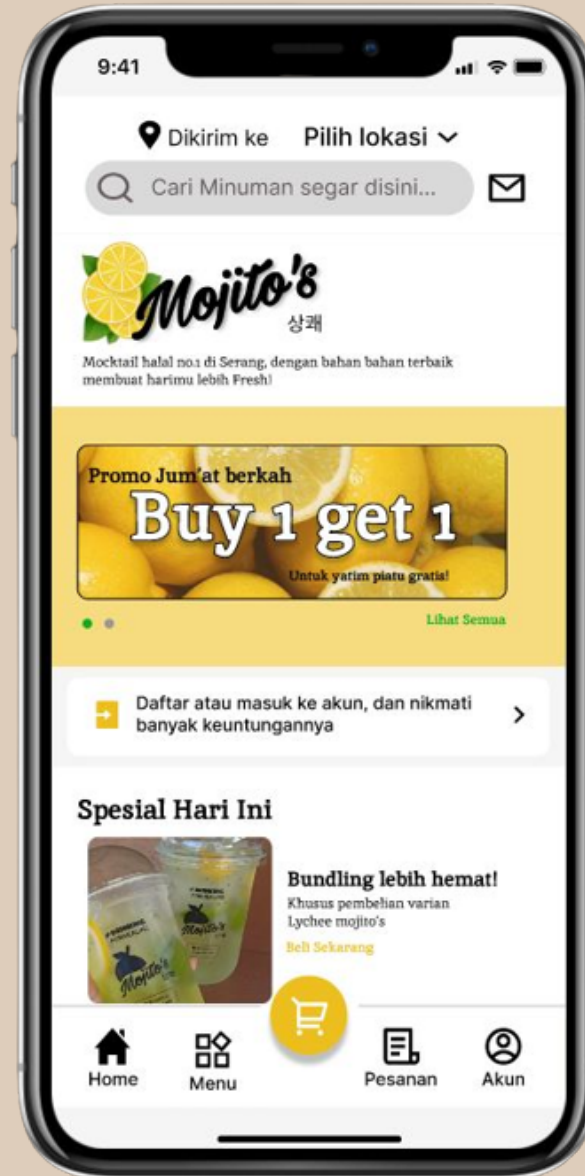 9:41
Dikirim ke Pilih lokasi
Cari Minuman segar disini...
Mojito's
상쾌
Mocktail halal no.1 di Serang, dengan bahan bahan terbaik
membuat harimu lebih Fresh!
Promo Jum'at berkah
Buy 1 get 1
Untuk yatim piatu gratis!
Lihat Semua
Daftar atau masuk ke akun, dan nikmati
banyak keuntungannya
Spesial Hari Ini
Bundling lebih hemat!
Khusus pembelian varian
Lychee mojito's
Beli Sekarang
Mojito's
Mojito's
Home
Menu
Pesanan
Akun